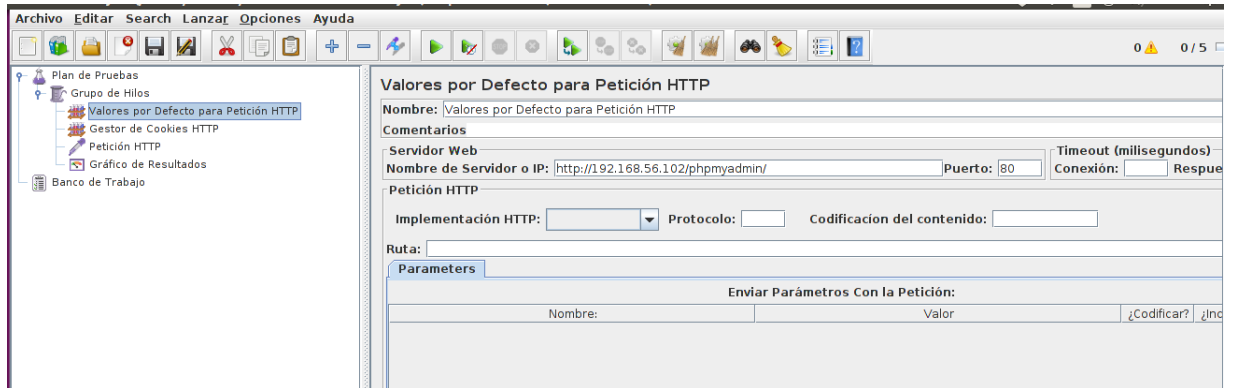 Archivo Editar Search Lanzar Opciones Ayuda
0 0 / 5
Plan de Pruebas
Grupo de Hilos
Valores por Defecto para Petición HTTP
Gestor de Cookies HTTP
Petición HTTP
Gráfico de Resultados
Banco de Trabajo
Valores por Defecto para Petición HTTP
Nombre: Valores por Defecto para Petición HTTP
Comentarios
Servidor Web
Timeout (milisegundos)
Nombre de Servidor o IP: http://192.168.56.102/phpmyadmin/ Puerto: 80 Conexión: Respue
Petición HTTP
Implementación HTTP: Protocolo: Codificacíon del contenido:
Ruta:
Parameters
Enviar Parámetros Con la Petición:
Nombre: Valor ¿Codificar? ¿Inc